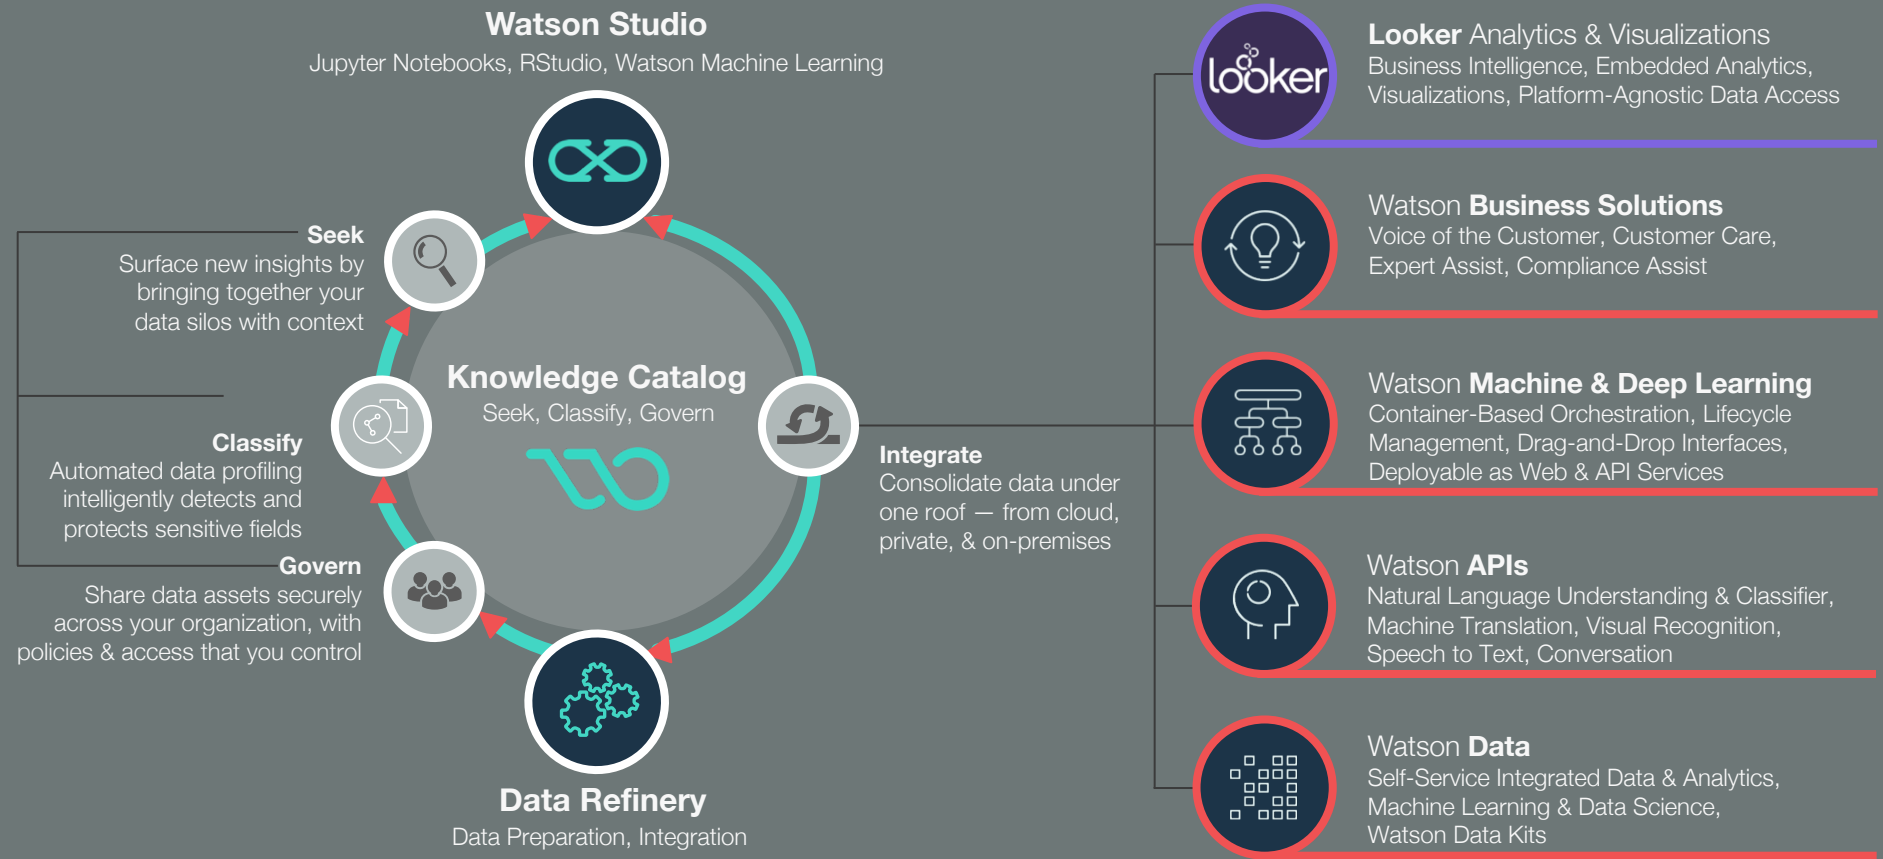 Watson Studio
Jupyter Notebooks, RStudio, Watson Machine Learning
Seek
Surface new insights by
bringing together your
data silos with context
Classify
Automated data profiling
intelligently detects and
protects sensitive fields
Govern
Share data assets securely
across your organization, with
policies & access that you control
Knowledge Catalog
Seek, Classify, Govern
Data Refinery
Data Preparation, Integration
Integrate
Consolidate data under
one roof — from cloud,
private, & on-premises
looker
Looker Analytics & Visualizations
Business Intelligence, Embedded Analytics,
Visualizations, Platform-Agnostic Data Access
Watson Business Solutions
Voice of the Customer, Customer Care,
Expert Assist, Compliance Assist
Watson Machine & Deep Learning
Container-Based Orchestration, Lifecycle
Management, Drag-and-Drop Interfaces,
Deployable as Web & API Services
Watson APIs
Natural Language Understanding & Classifier,
Machine Translation, Visual Recognition,
Speech to Text, Conversation
Watson Data
Self-Service Integrated Data & Analytics,
Machine Learning & Data Science,
Watson Data Kits